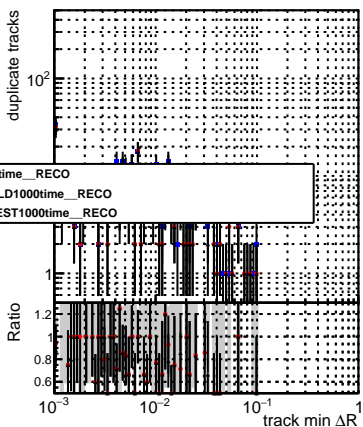 duplicate tracks
10²
time__RECO
LD1000time__RECO
EST1000time__RECO
1
Ratio
1.2
1
0.8
0.6
10⁻³
10⁻²
10⁻¹
1
track min ΔR